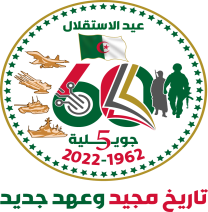 عيد الاستقلال
60
5 جويلية
2022-1962
تاريخ مجيد وعهد جديد